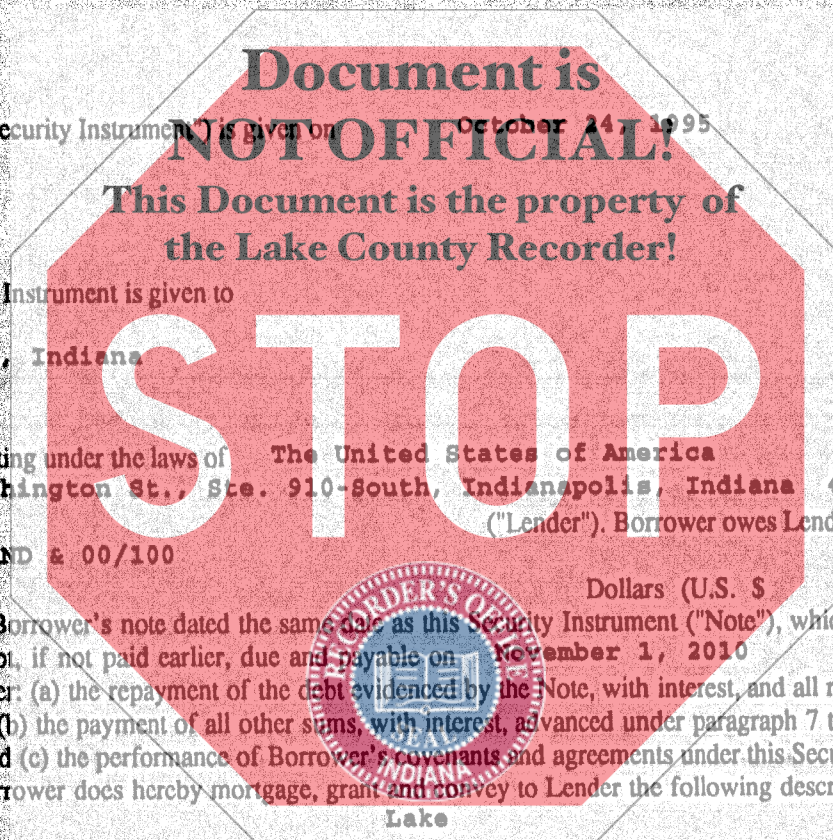 Document is
ecurity Instrument") is given on October 24, 1995
NOT OFFICIAL!
This Document is the property of
the Lake County Recorder!
Instrument is given to
STOP
, Indiana
ing under the laws of The United States of America
hington St., Ste. 910-South, Indianapolis, Indiana 4
("Lender"). Borrower owes Lend
ND & 00/100
Dollars (U.S. $
Borrower's note dated the same date as this Security Instrument ("Note"), whic
, if not paid earlier, due and payable on November 1, 2010
er: (a) the repayment of the debt evidenced by the Note, with interest, and all r
(b) the payment of all other sums, with interest, advanced under paragraph 7 t
d (c) the performance of Borrower's covenants and agreements under this Secu
rrower does hereby mortgage, grant and convey to Lender the following descr
Lake
RECORDER'S OFFICE
SEAL
INDIANA